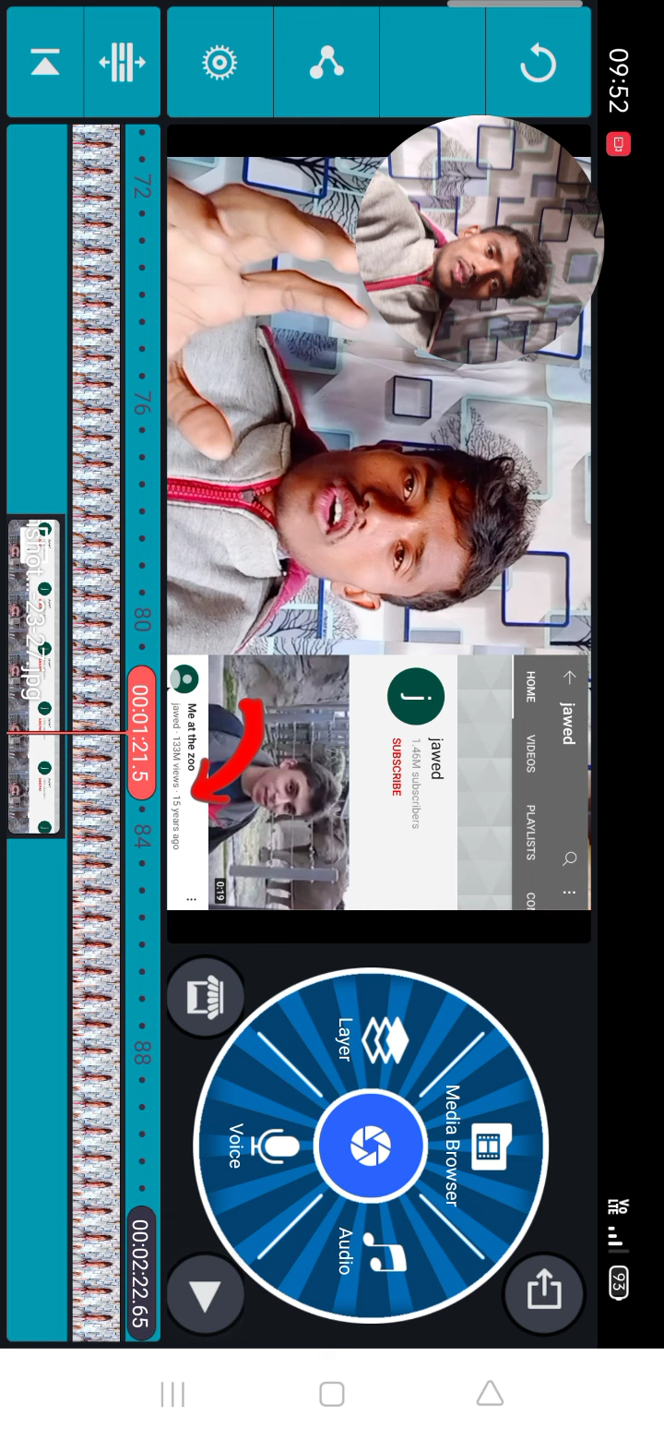 09:52
Vo
LTE
93
← jawed
HOME VIDEOS PLAYLISTS
j
jawed
1.46M subscribers
SUBSCRIBE
0:19
Me at the zoo
jawed · 133M views · 15 years ago
Media Browser
Layer
Audio
Voice
72
76
80
00:01:21.5
84
88
00:02:22.65